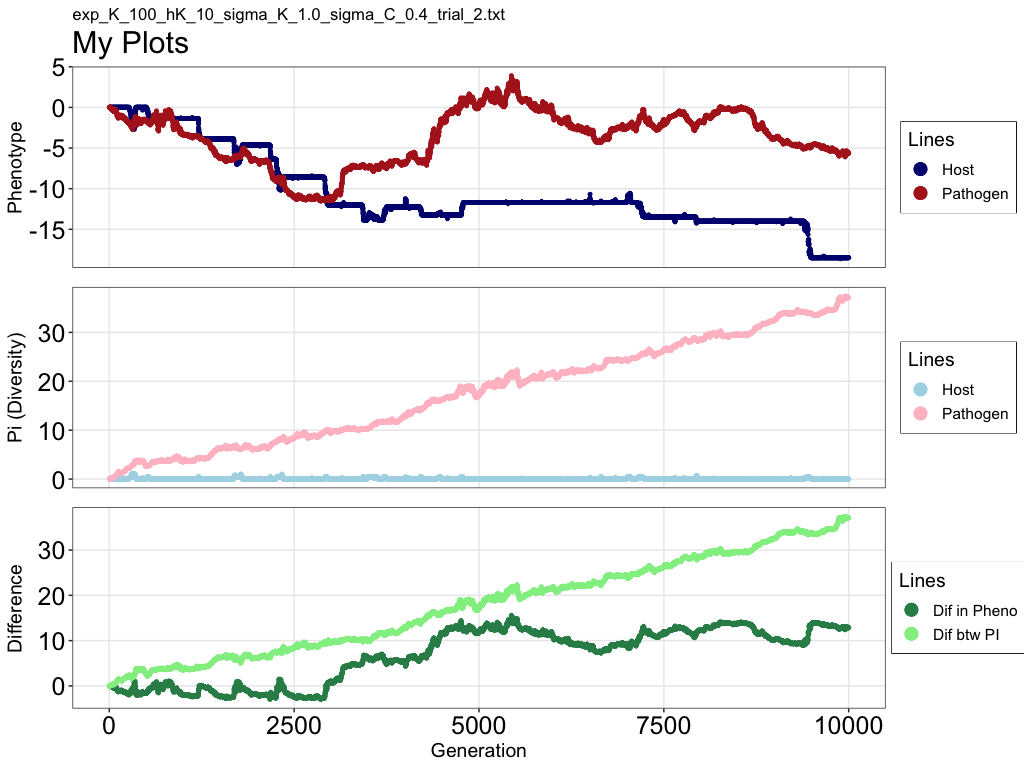 exp_K_100_hK_10_sigma_K_1.0_sigma_C_0.4_trial_2.txt
My Plots
Phenotype
5
0
-5
-10
-15
Lines
Host
Pathogen
Pi (Diversity)
30
20
10
0
Lines
Host
Pathogen
Difference
30
20
10
0
Lines
Dif in Pheno
Dif btw PI
0 2500 5000 7500 10000
Generation